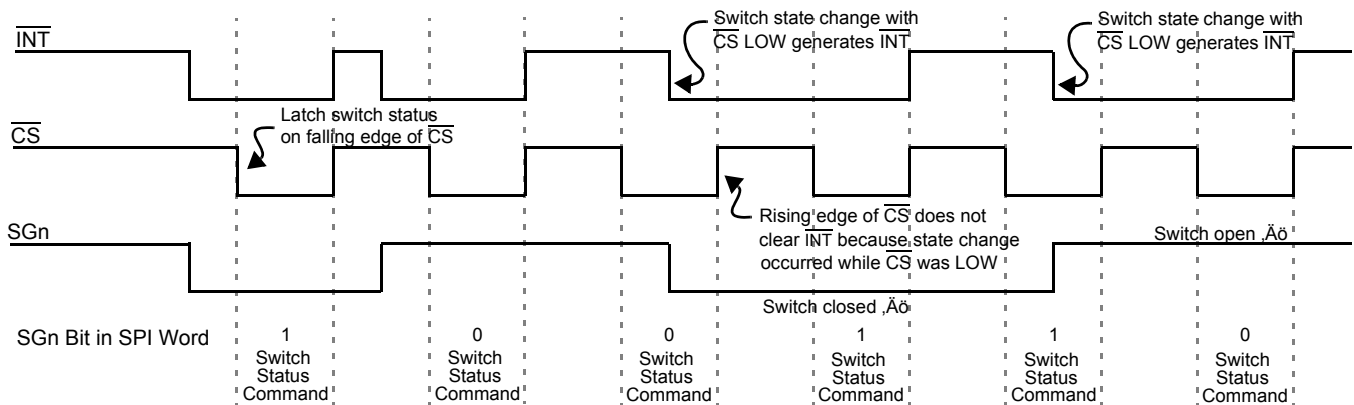 Switch state change with
CS LOW generates INT
Switch state change with
CS LOW generates INT
INT
Latch switch status
on falling edge of CS
CS
Rising edge of CS does not
clear INT because state change
occurred while CS was LOW
SGn
Switch open ‚Äö
Switch closed ‚Äö
SGn Bit in SPI Word
1
Switch
Status
Command
0
Switch
Status
Command
0
Switch
Status
Command
1
Switch
Status
Command
1
Switch
Status
Command
0
Switch
Status
Command